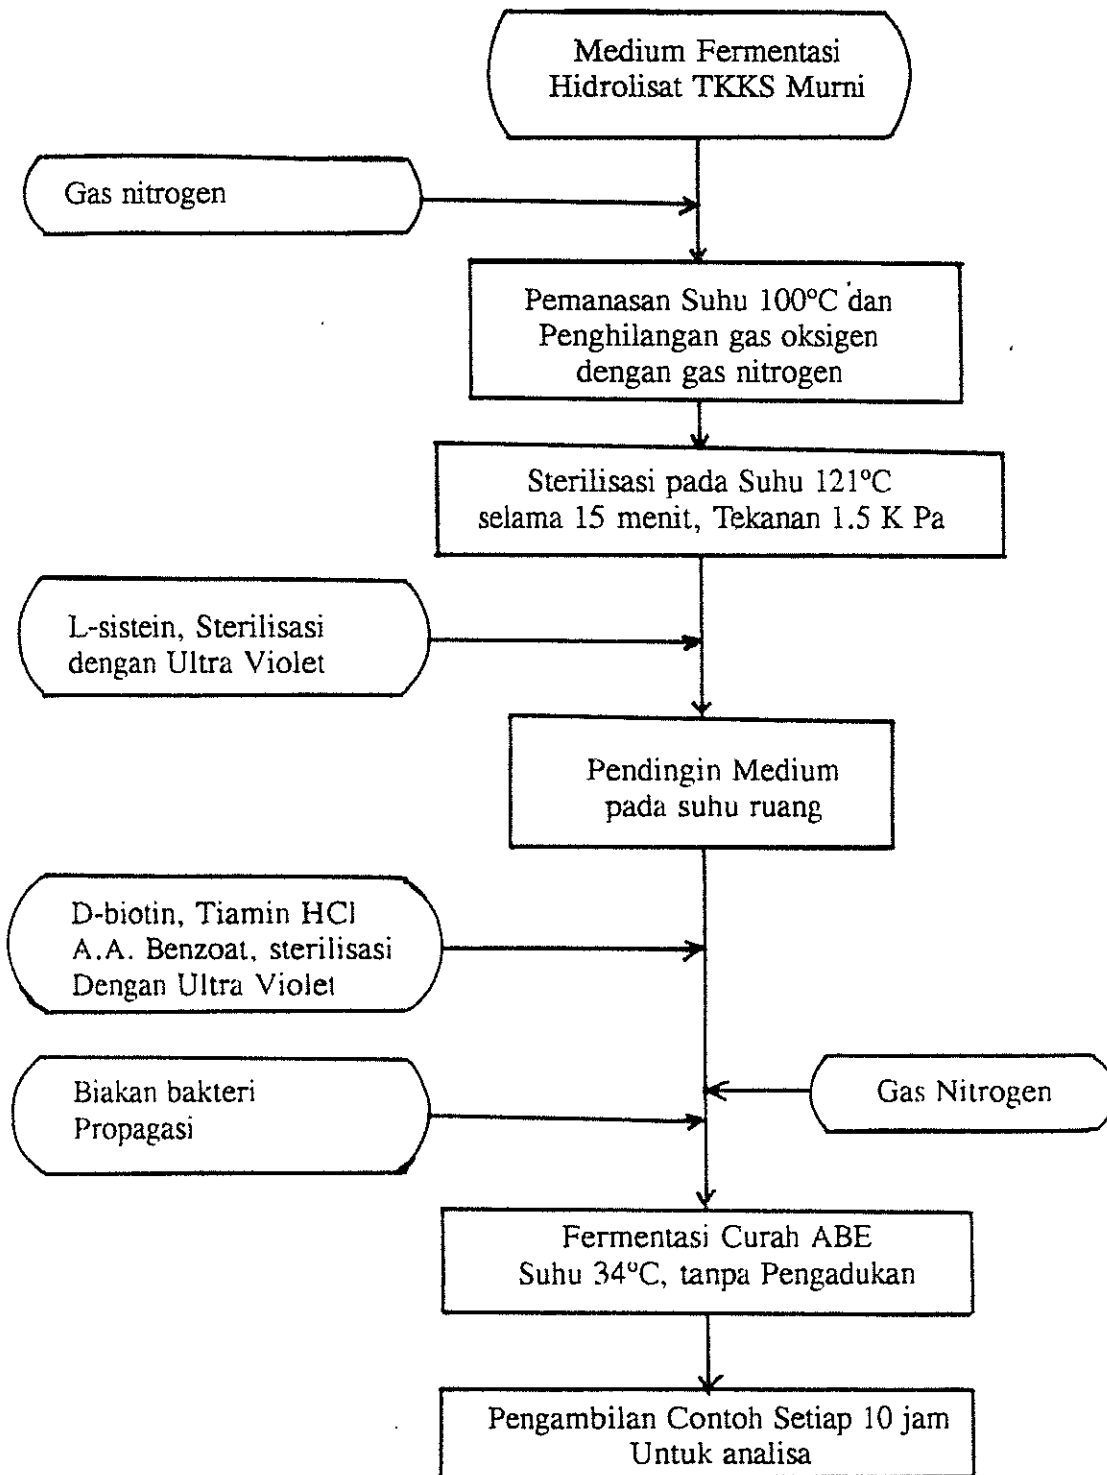 Medium Fermentasi
Hidrolisat TKKS Murni
Gas nitrogen
Pemanasan Suhu 100°C dan
Penghilangan gas oksigen
dengan gas nitrogen
Sterilisasi pada Suhu 121°C
selama 15 menit, Tekanan 1.5 K Pa
L-sistein, Sterilisasi
dengan Ultra Violet
Pendingin Medium
pada suhu ruang
D-biotin, Tiamin HCl
A.A. Benzoat, sterilisasi
Dengan Ultra Violet
Biakan bakteri
Propagasi
Gas Nitrogen
Fermentasi Curah ABE
Suhu 34°C, tanpa Pengadukan
Pengambilan Contoh Setiap 10 jam
Untuk analisa